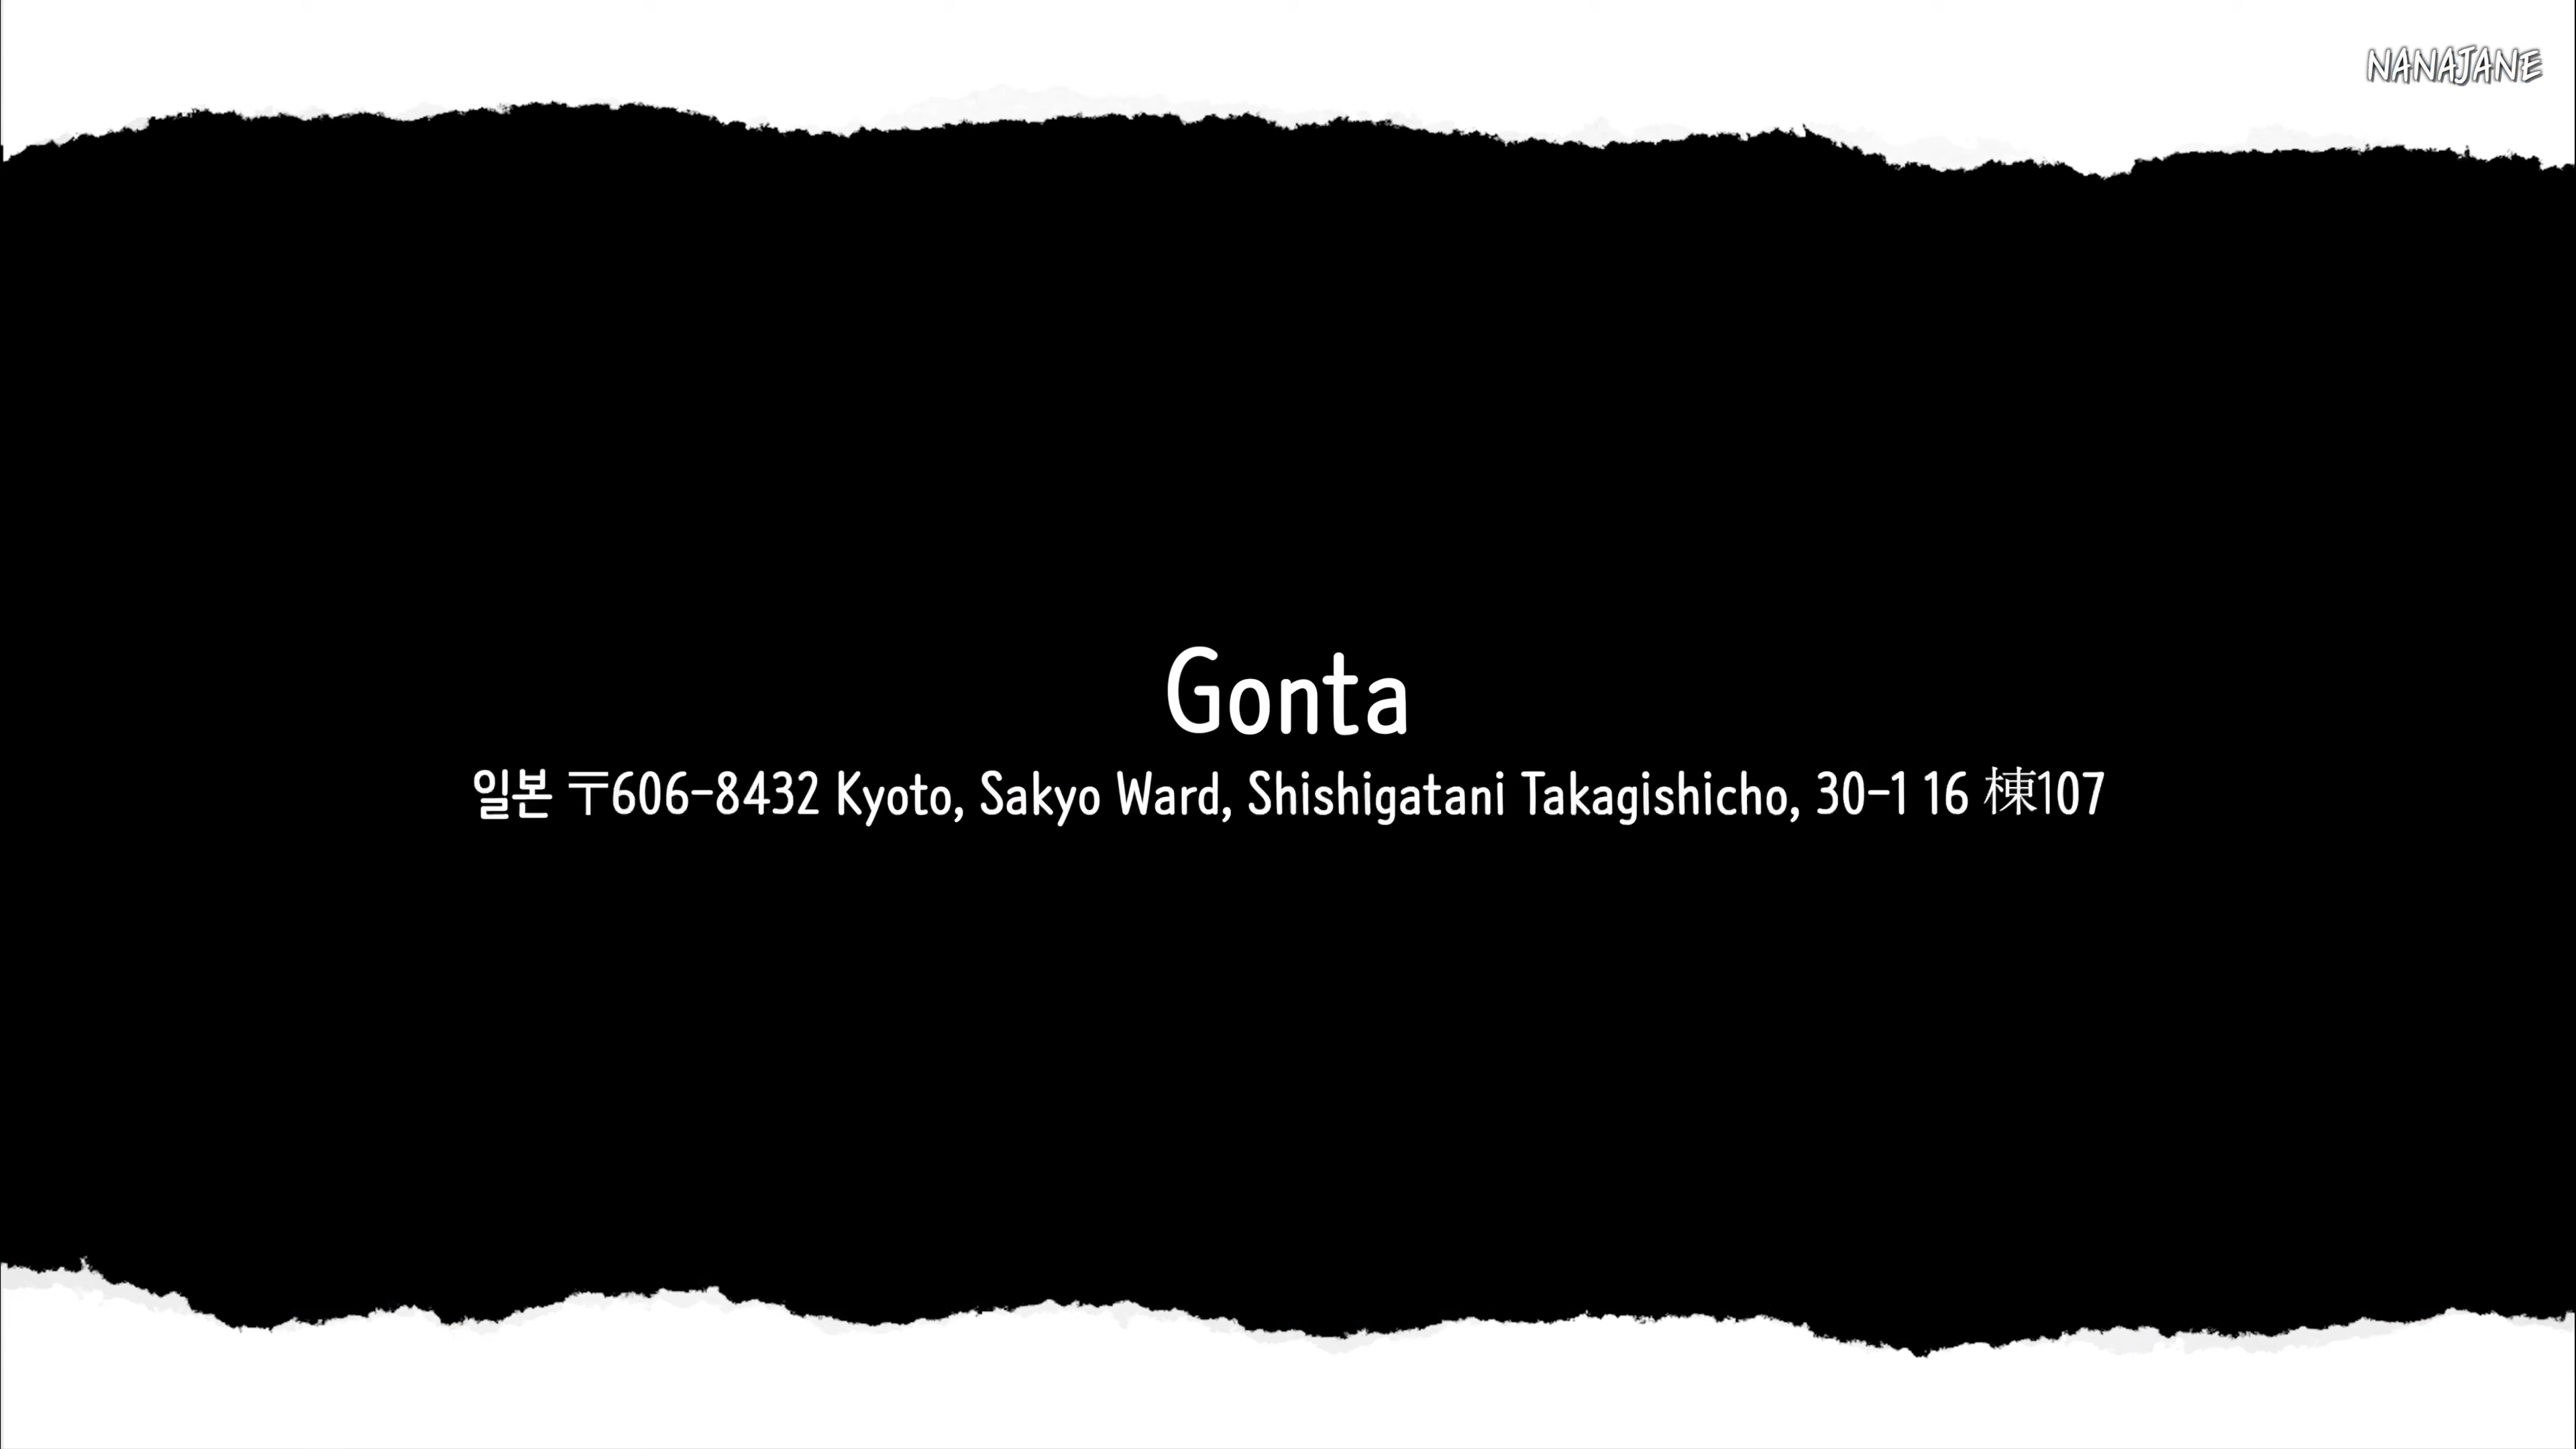 NANAJANE
Gonta
일본 〒606-8432 Kyoto, Sakyo Ward, Shishigatani Takagishicho, 30-1 16 棟107